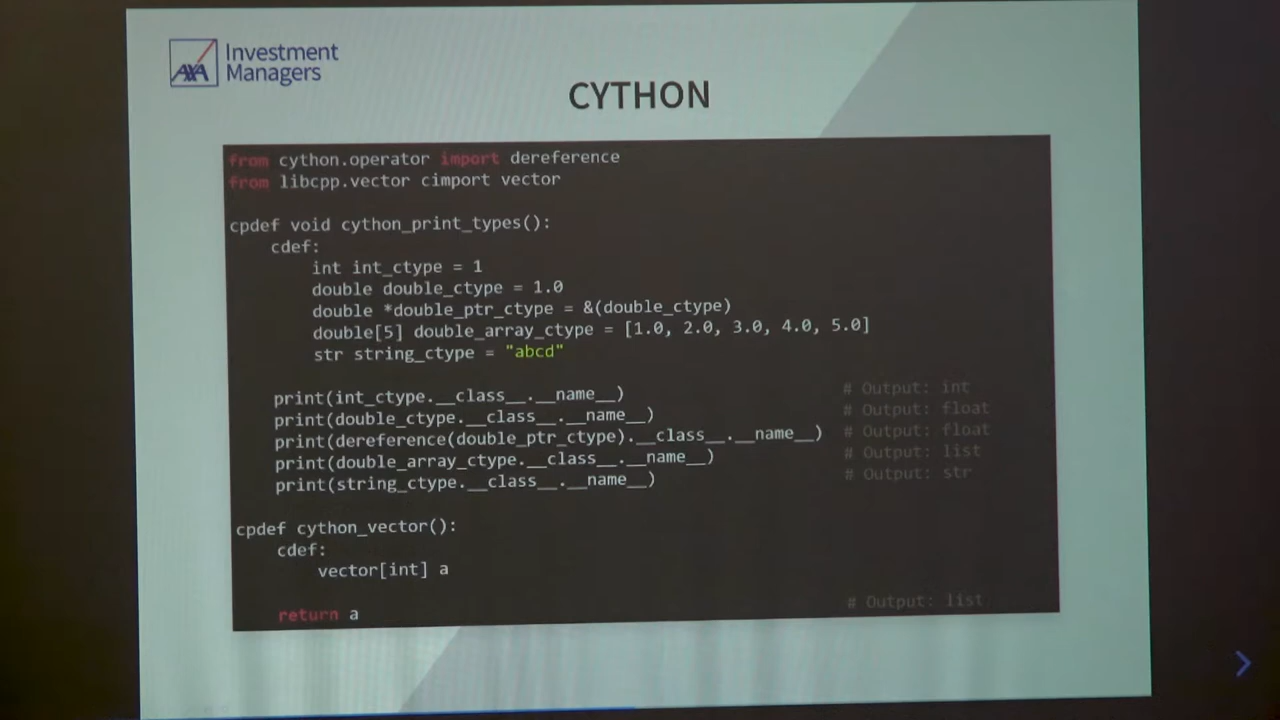 AXA Investment
Managers
CYTHON
from cython.operator import dereference
from libcpp.vector cimport vector
cpdef void cython_print_types():
    cdef:
        int int_ctype = 1
        double double_ctype = 1.0
        double *double_ptr_ctype = &(double_ctype)
        double[5] double_array_ctype = [1.0, 2.0, 3.0, 4.0, 5.0]
        str string_ctype = "abcd"
    print(int_ctype.__class__.__name__) # Output: int
    print(double_ctype.__class__.__name__) # Output: float
    print(dereference(double_ptr_ctype).__class__.__name__) # Output: float
    print(double_array_ctype.__class__.__name__) # Output: list
    print(string_ctype.__class__.__name__) # Output: str
cpdef cython_vector():
    cdef:
        vector[int] a
    return a # Output: list